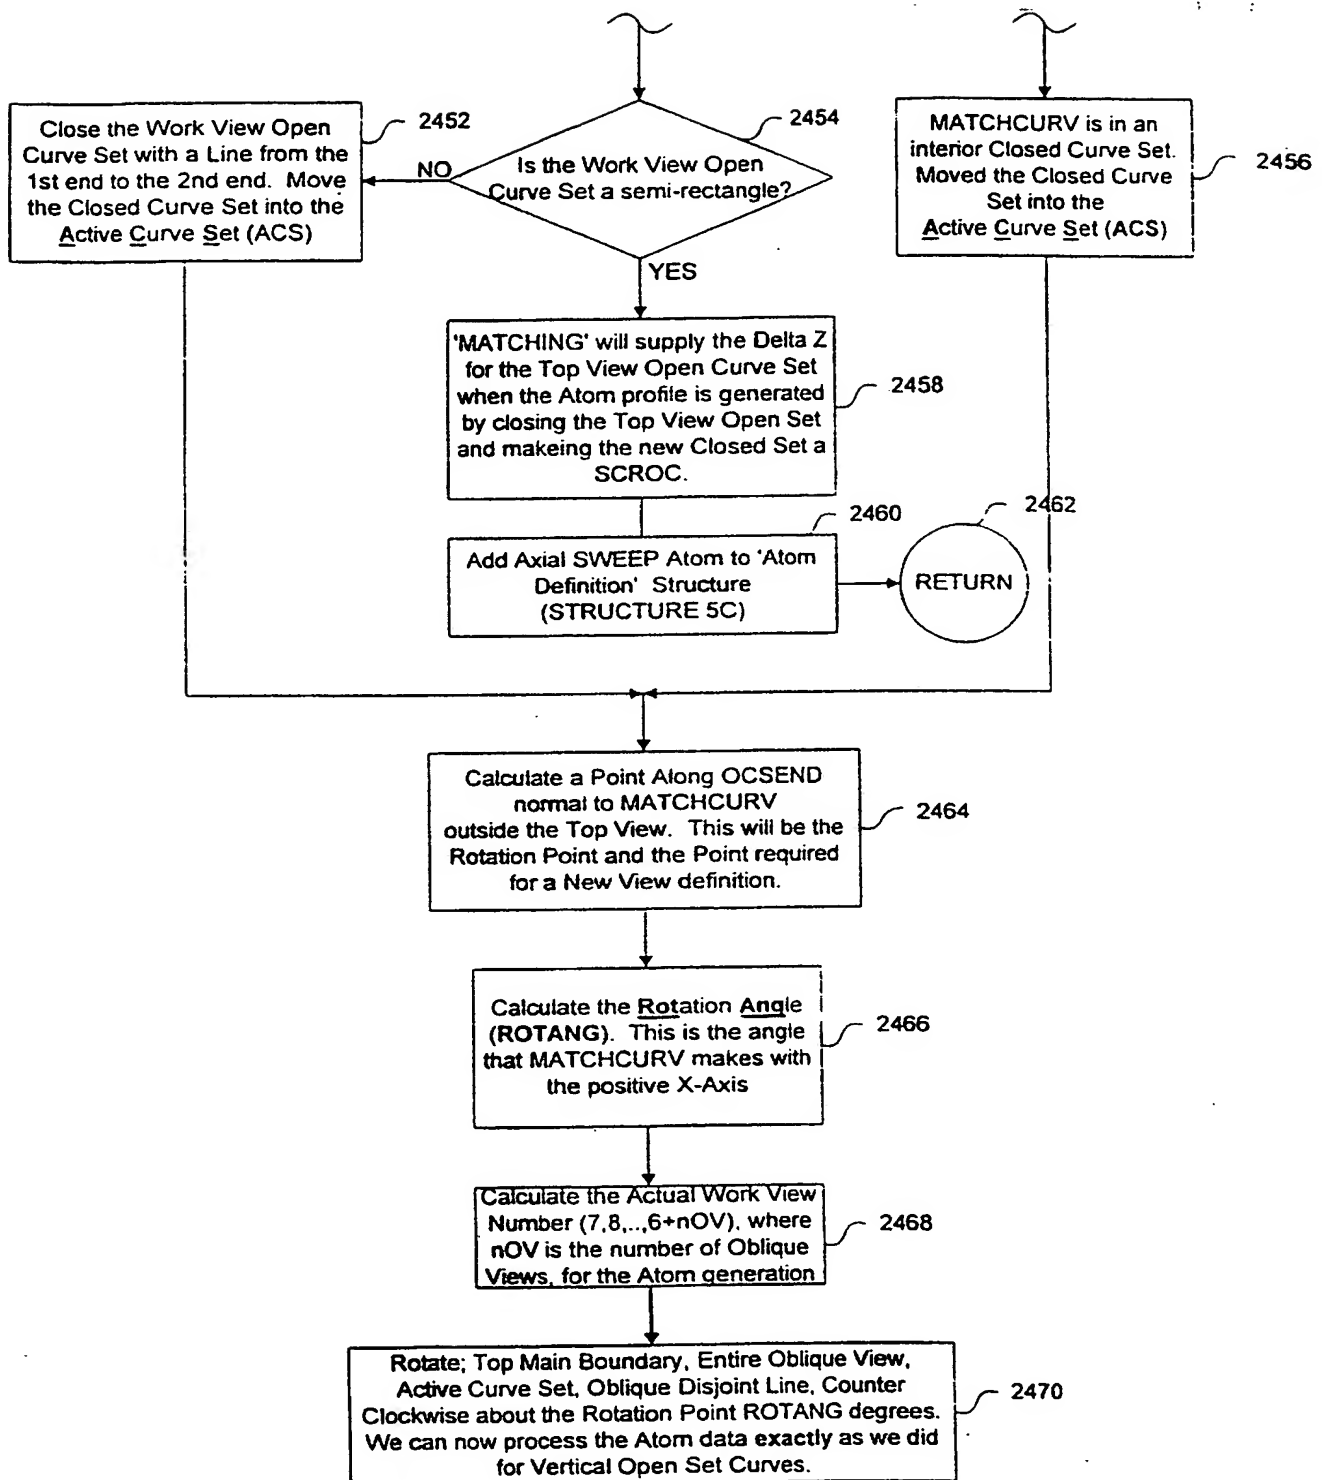 Close the Work View Open
Curve Set with a Line from the
1st end to the 2nd end. Move
the Closed Curve Set into the
Active Curve Set (ACS)
2452
NO
Is the Work View Open
Curve Set a semi-rectangle?
2454
YES
MATCHCURV is in an
interior Closed Curve Set.
Moved the Closed Curve
Set into the
Active Curve Set (ACS)
2456
'MATCHING' will supply the Delta Z
for the Top View Open Curve Set
when the Atom profile is generated
by closing the Top View Open Set
and makeing the new Closed Set a
SCROC.
2458
Add Axial SWEEP Atom to 'Atom
Definition' Structure
(STRUCTURE 5C)
2460
RETURN
2462
Calculate a Point Along OCSEND
normal to MATCHCURV
outside the Top View. This will be the
Rotation Point and the Point required
for a New View definition.
2464
Calculate the Rotation Angle
(ROTANG). This is the angle
that MATCHCURV makes with
the positive X-Axis
2466
Calculate the Actual Work View
Number (7,8,..,6+nOV), where
nOV is the number of Oblique
Views, for the Atom generation
2468
Rotate; Top Main Boundary, Entire Oblique View,
Active Curve Set, Oblique Disjoint Line, Counter
Clockwise about the Rotation Point ROTANG degrees.
We can now process the Atom data exactly as we did
for Vertical Open Set Curves.
2470